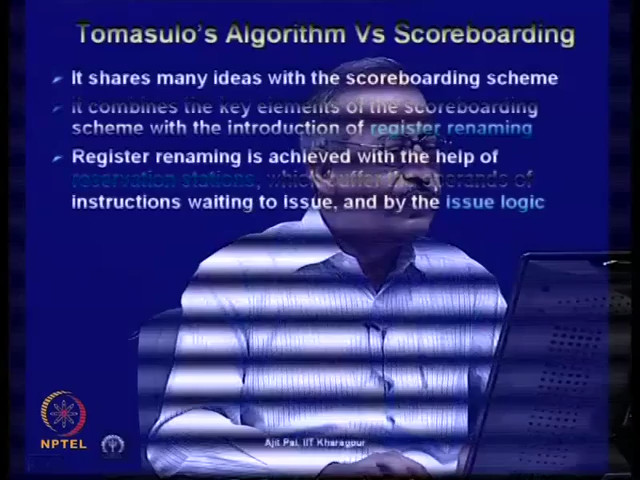 Tomasulo's Algorithm Vs Scoreboarding
It shares many ideas with the scoreboarding scheme
It combines the key elements of the scoreboarding
scheme with the introduction of register renaming
Register renaming is achieved with the help of
reservation stations, which buffer the operands of
instructions waiting to issue, and by the issue logic
NPTEL
Ajit Pal, IIT Kharagpur